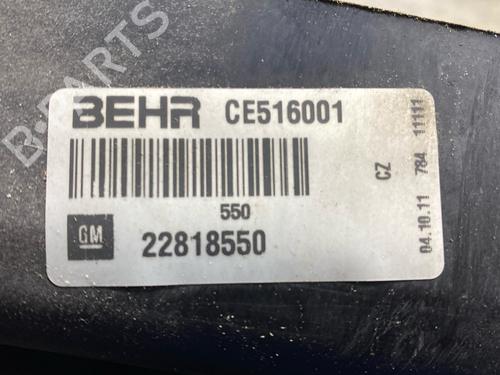 B-PARTS
BEHR CE516001
550
GM 22818550
CZ
04.10.11 784 11111